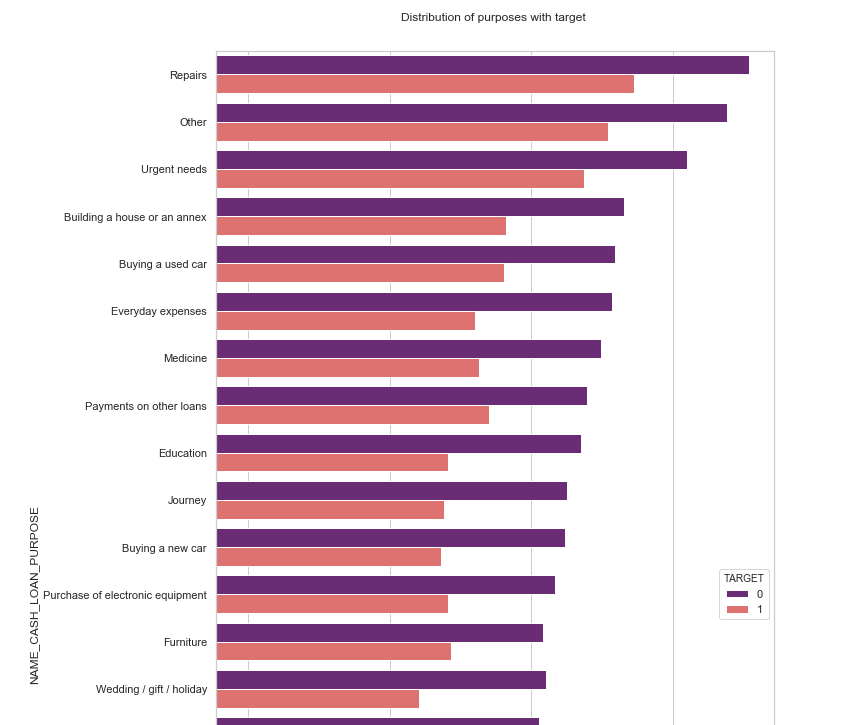 Distribution of purposes with target
Repairs
Other
Urgent needs
Building a house or an annex
Buying a used car
Everyday expenses
Medicine
Payments on other loans
Education
Journey
Buying a new car
Purchase of electronic equipment
Furniture
Wedding / gift / holiday
NAME_CASH_LOAN_PURPOSE
TARGET
0
1